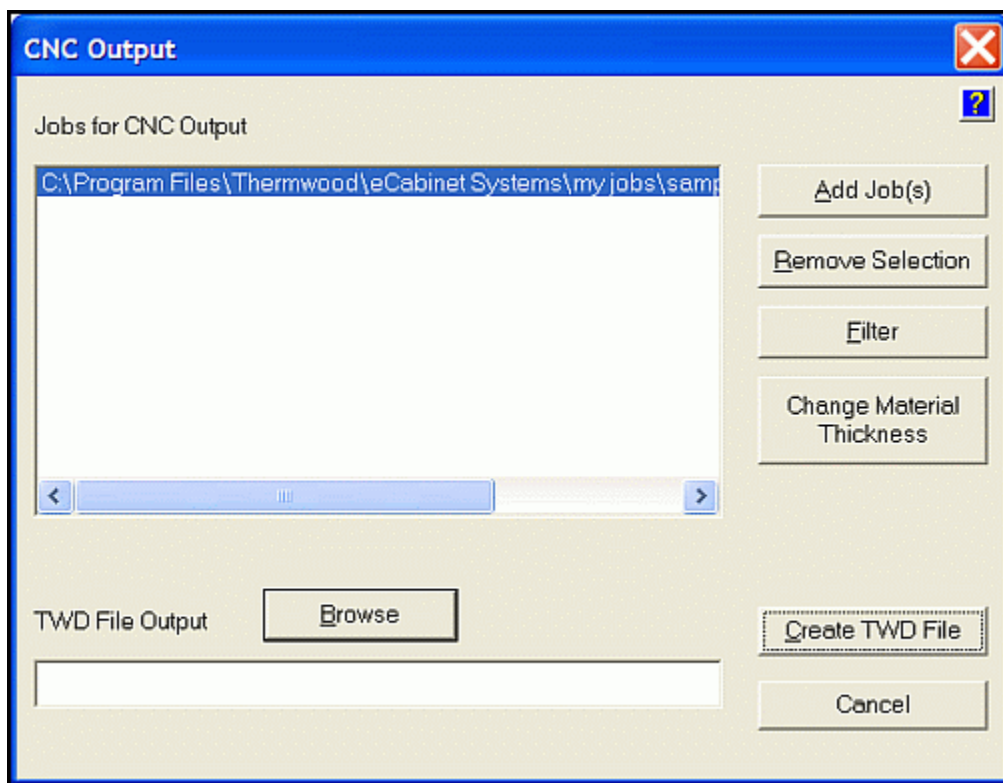 CNC Output
?
Jobs for CNC Output
C:\Program Files\Thermwood\eCabinet Systems\my jobs\samp
Add Job(s)
Remove Selection
Filter
Change Material
Thickness
TWD File Output
Browse
Create TWD File
Cancel